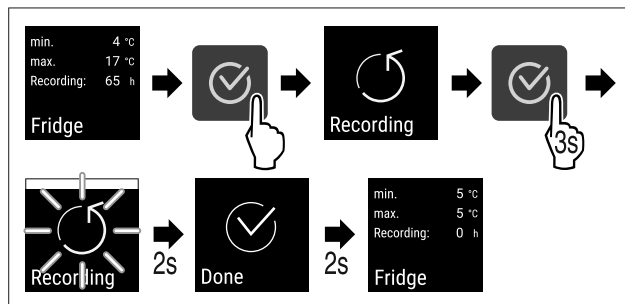 min. 4 °C
max. 17 °C
Recording: 65 h
Fridge
Recording
3s
Recording
2s
Done
2s
min. 5 °C
max. 5 °C
Recording: 0 h
Fridge